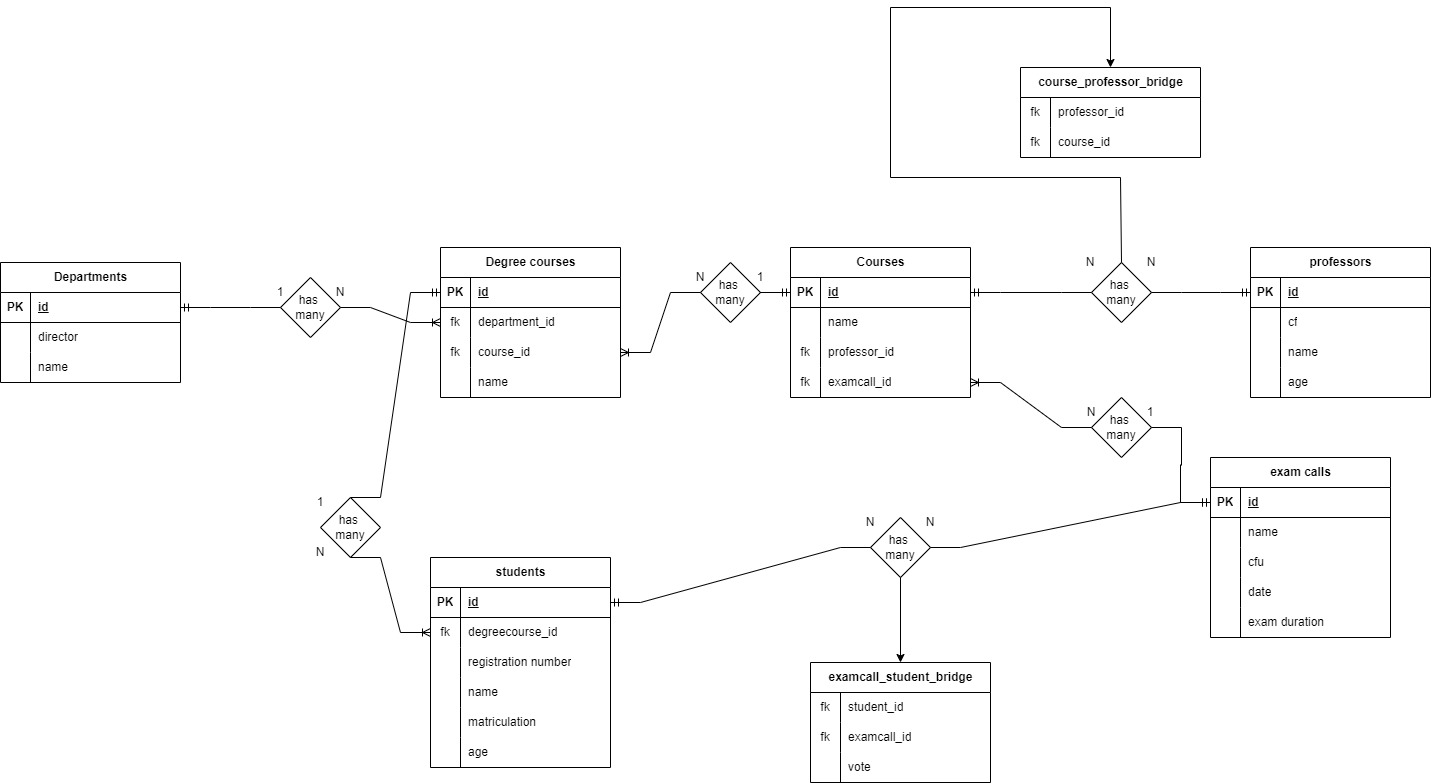 course_professor_bridge
fk professor_id
fk course_id
Departments
PK id
director
name
1
has
many
N
Degree courses
PK id
fk department_id
fk course_id
name
N
has
many
1
Courses
PK id
name
fk professor_id
fk examcall_id
N
has
many
N
professors
PK id
cf
name
age
N
has
many
1
exam calls
PK id
name
cfu
date
exam duration
1
has
many
N
students
PK id
fk degreecourse_id
registration number
name
matriculation
age
N
has
many
N
examcall_student_bridge
fk student_id
fk examcall_id
vote